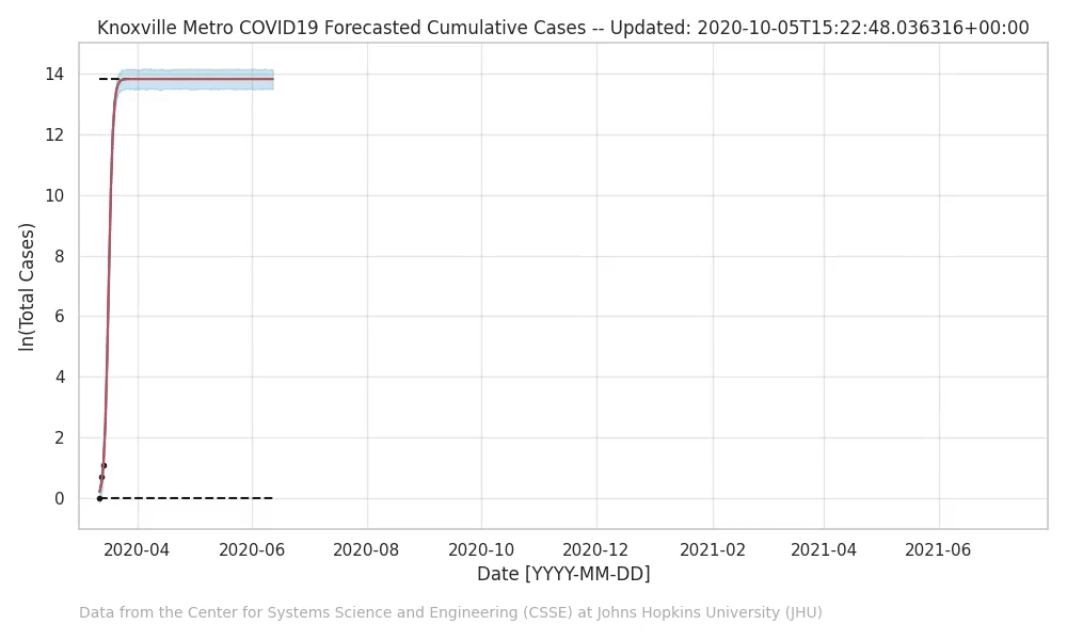 Knoxville Metro COVID19 Forecasted Cumulative Cases -- Updated: 2020-10-05T15:22:48.036316+00:00
14
12
10
8
6
4
2
0
ln(Total Cases)
2020-04 2020-06 2020-08 2020-10 2020-12 2021-02 2021-04 2021-06
Date [YYYY-MM-DD]
Data from the Center for Systems Science and Engineering (CSSE) at Johns Hopkins University (JHU)